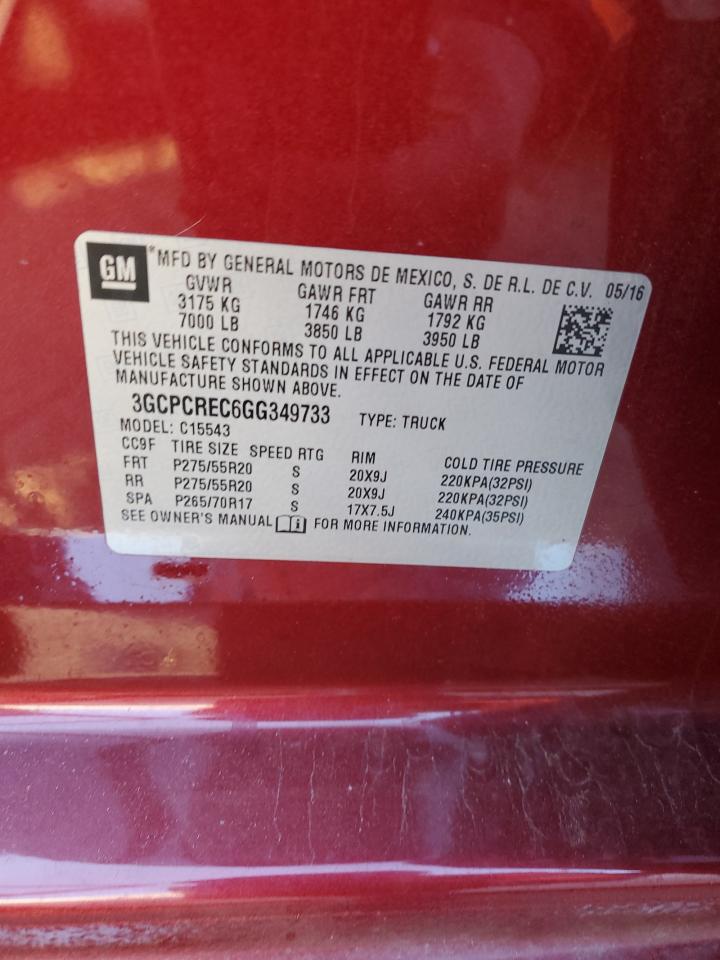 GM *MFD BY GENERAL MOTORS DE MEXICO, S. DE R.L. DE C.V. 05/16
GVWR GAWR FRT GAWR RR
3175 KG 1746 KG 1792 KG
7000 LB 3850 LB 3950 LB
THIS VEHICLE CONFORMS TO ALL APPLICABLE U.S. FEDERAL MOTOR
VEHICLE SAFETY STANDARDS IN EFFECT ON THE DATE OF
MANUFACTURE SHOWN ABOVE.
3GCPCREC6GG349733 TYPE: TRUCK
MODEL: C15543
CC9F TIRE SIZE SPEED RTG RIM COLD TIRE PRESSURE
FRT P275/55R20 S 20X9J 220KPA(32PSI)
RR P275/55R20 S 20X9J 220KPA(32PSI)
SPA P265/70R17 S 17X7.5J 240KPA(35PSI)
SEE OWNER'S MANUAL i FOR MORE INFORMATION.